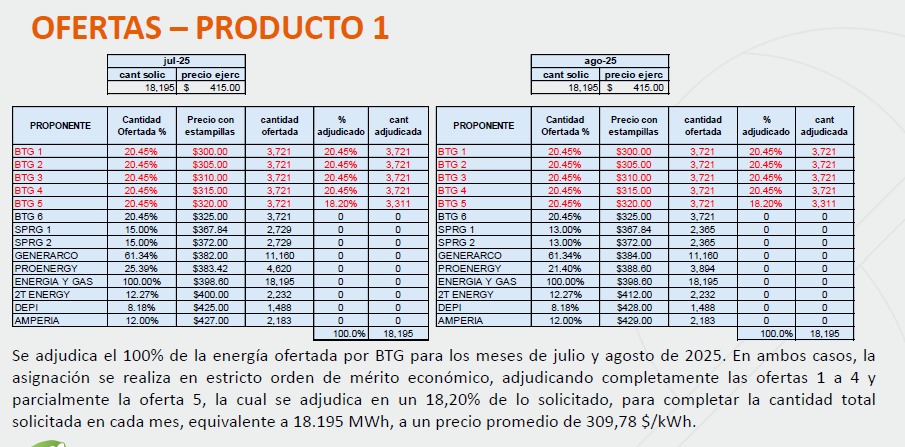 OFERTAS – PRODUCTO 1
jul-25
cant solic precio ejerc
18,195 $ 415.00
ago-25
cant solic precio ejerc
18,195 $ 415.00
PROPONENTE Cantidad Ofertada % Precio con estampillas cantidad ofertada % adjudicado cant adjudicada
BTG 1 20.45% $300.00 3,721 20.45% 3,721
BTG 2 20.45% $305.00 3,721 20.45% 3,721
BTG 3 20.45% $310.00 3,721 20.45% 3,721
BTG 4 20.45% $315.00 3,721 20.45% 3,721
BTG 5 20.45% $320.00 3,721 18.20% 3,311
BTG 6 20.45% $325.00 3,721 0 0
SPRG 1 15.00% $367.84 2,729 0 0
SPRG 2 15.00% $372.00 2,729 0 0
GENERARCO 61.34% $382.00 11,160 0 0
PROENERGY 25.39% $383.42 4,620 0 0
ENERGIA Y GAS 100.00% $398.60 18,195 0 0
2T ENERGY 12.27% $400.00 2,232 0 0
DEPI 8.18% $425.00 1,488 0 0
AMPERIA 12.00% $427.00 2,183 0 0
100.0% 18,195
PROPONENTE Cantidad Ofertada % Precio con estampillas cantidad ofertada % adjudicado cant adjudicada
BTG 1 20.45% $300.00 3,721 20.45% 3,721
BTG 2 20.45% $305.00 3,721 20.45% 3,721
BTG 3 20.45% $310.00 3,721 20.45% 3,721
BTG 4 20.45% $315.00 3,721 20.45% 3,721
BTG 5 20.45% $320.00 3,721 18.20% 3,311
BTG 6 20.45% $325.00 3,721 0 0
SPRG 1 13.00% $367.84 2,365 0 0
SPRG 2 13.00% $372.00 2,365 0 0
GENERARCO 61.34% $384.00 11,160 0 0
PROENERGY 21.40% $388.60 3,894 0 0
ENERGIA Y GAS 100.00% $398.60 18,195 0 0
2T ENERGY 12.27% $412.00 2,232 0 0
DEPI 8.18% $428.00 1,488 0 0
AMPERIA 12.00% $429.00 2,183 0 0
100.0% 18,195
Se adjudica el 100% de la energía ofertada por BTG para los meses de julio y agosto de 2025. En ambos casos, la
asignación se realiza en estricto orden de mérito económico, adjudicando completamente las ofertas 1 a 4 y
parcialmente la oferta 5, la cual se adjudica en un 18,20% de lo solicitado, para completar la cantidad total
solicitada en cada mes, equivalente a 18.195 MWh, a un precio promedio de 309,78 $/kWh.